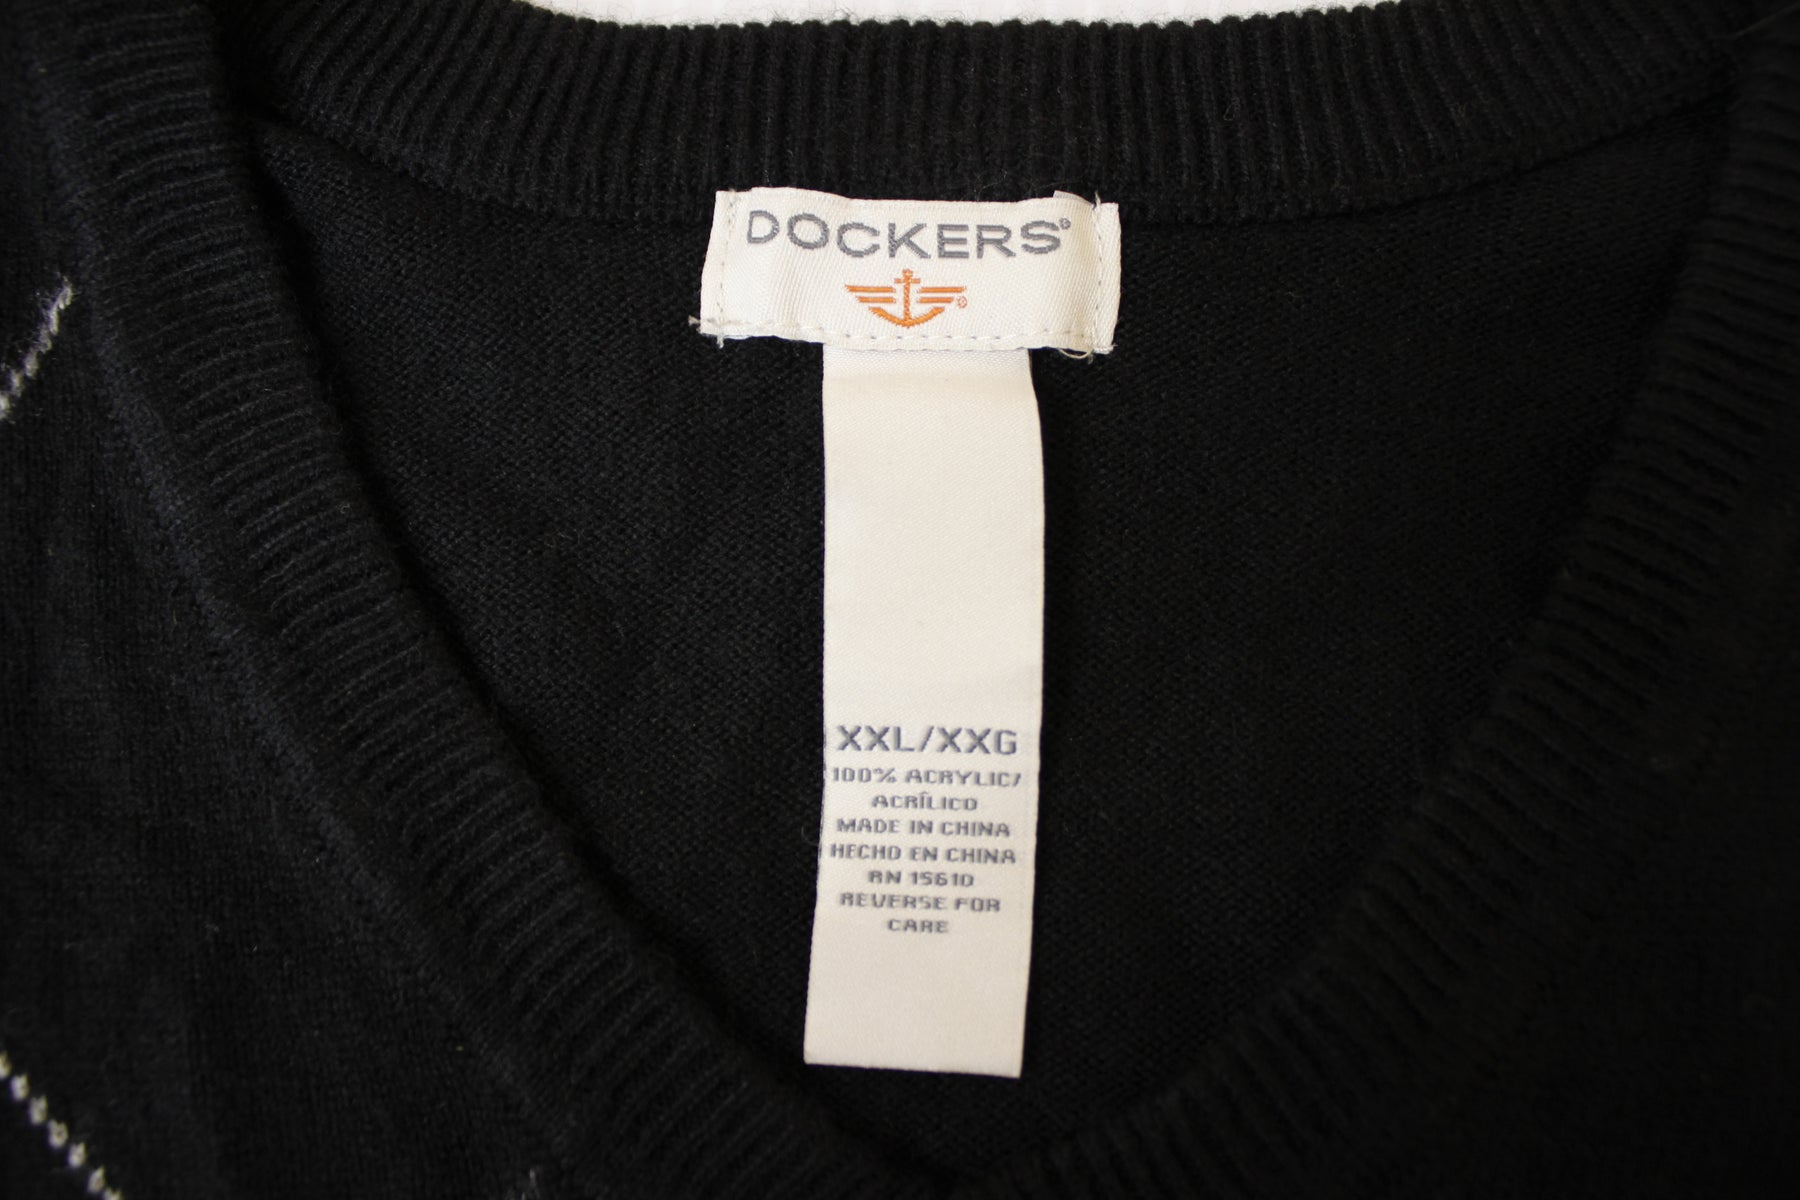 DOCKERS®
®
XXL/XXG
100% ACRYLIC/
ACRÍLICO
MADE IN CHINA
HECHO EN CHINA
RN 15610
REVERSE FOR
CARE